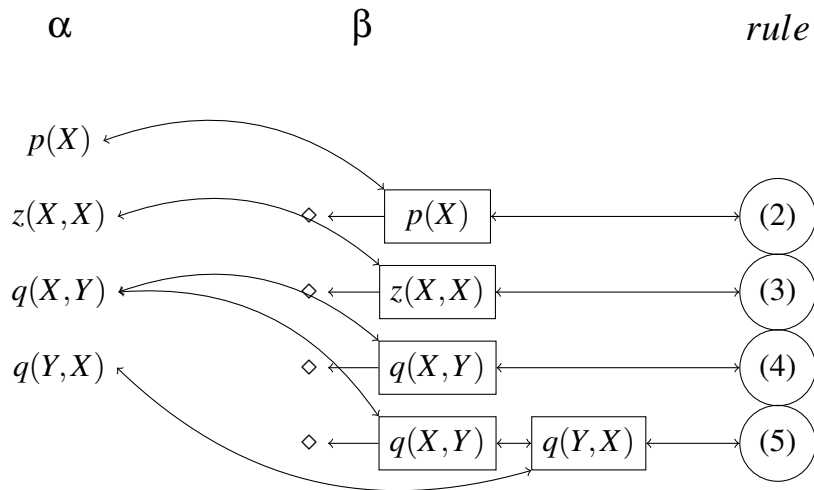 α β rule
p(X)
z(X,X) ⋄ p(X) (2)
q(X,Y) ⋄ z(X,X) (3)
q(Y,X) ⋄ q(X,Y) (4)
⋄ q(X,Y) q(Y,X) (5)